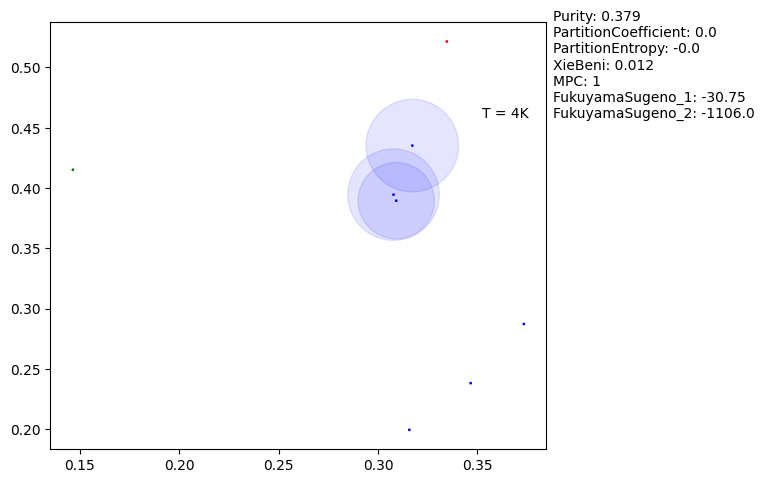 Purity: 0.379
PartitionCoefficient: 0.0
PartitionEntropy: -0.0
XieBeni: 0.012
MPC: 1
FukuyamaSugeno_1: -30.75
FukuyamaSugeno_2: -1106.0
T = 4K
0.50
0.45
0.40
0.35
0.30
0.25
0.20
0.15 0.20 0.25 0.30 0.35